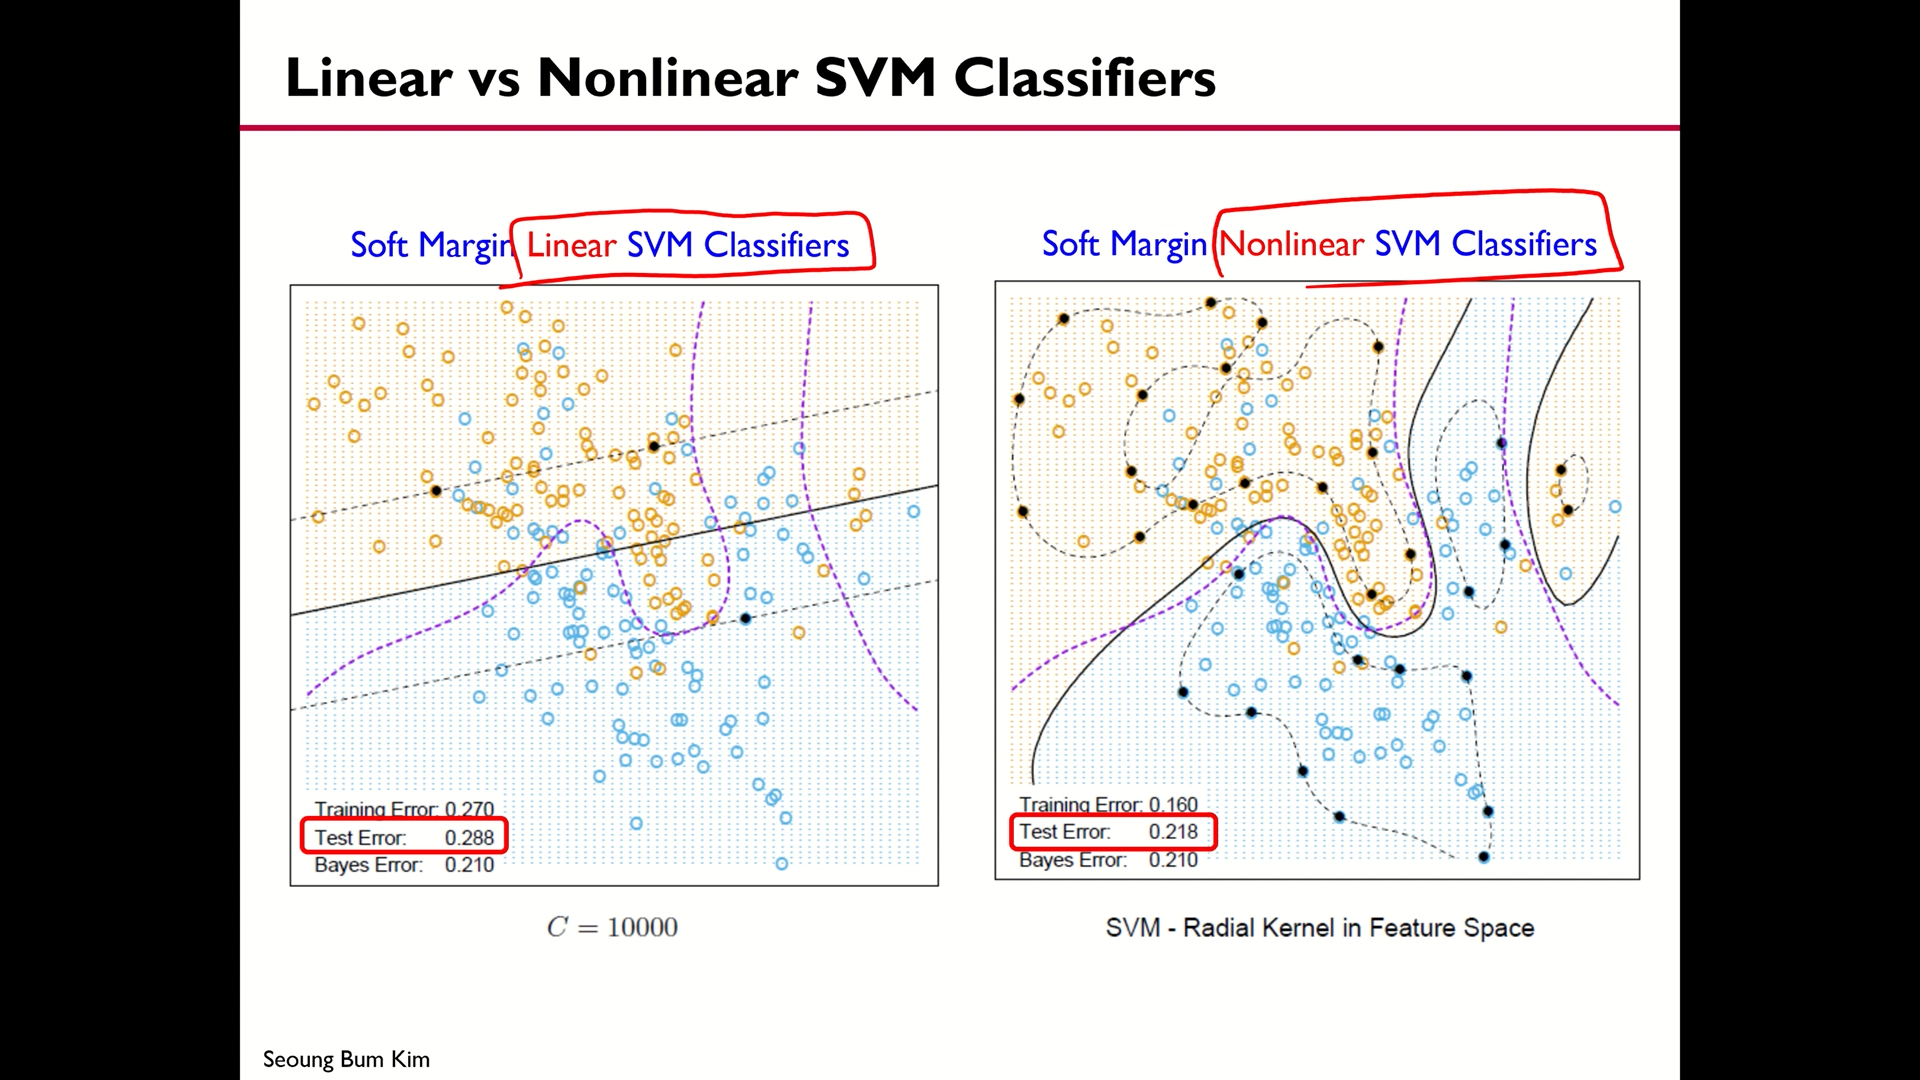 Linear vs Nonlinear SVM Classifiers
Soft Margin Linear SVM Classifiers
Training Error: 0.270
Test Error: 0.288
Bayes Error: 0.210
C = 10000
Soft Margin Nonlinear SVM Classifiers
Training Error: 0.160
Test Error: 0.218
Bayes Error: 0.210
SVM - Radial Kernel in Feature Space
Seoung Bum Kim